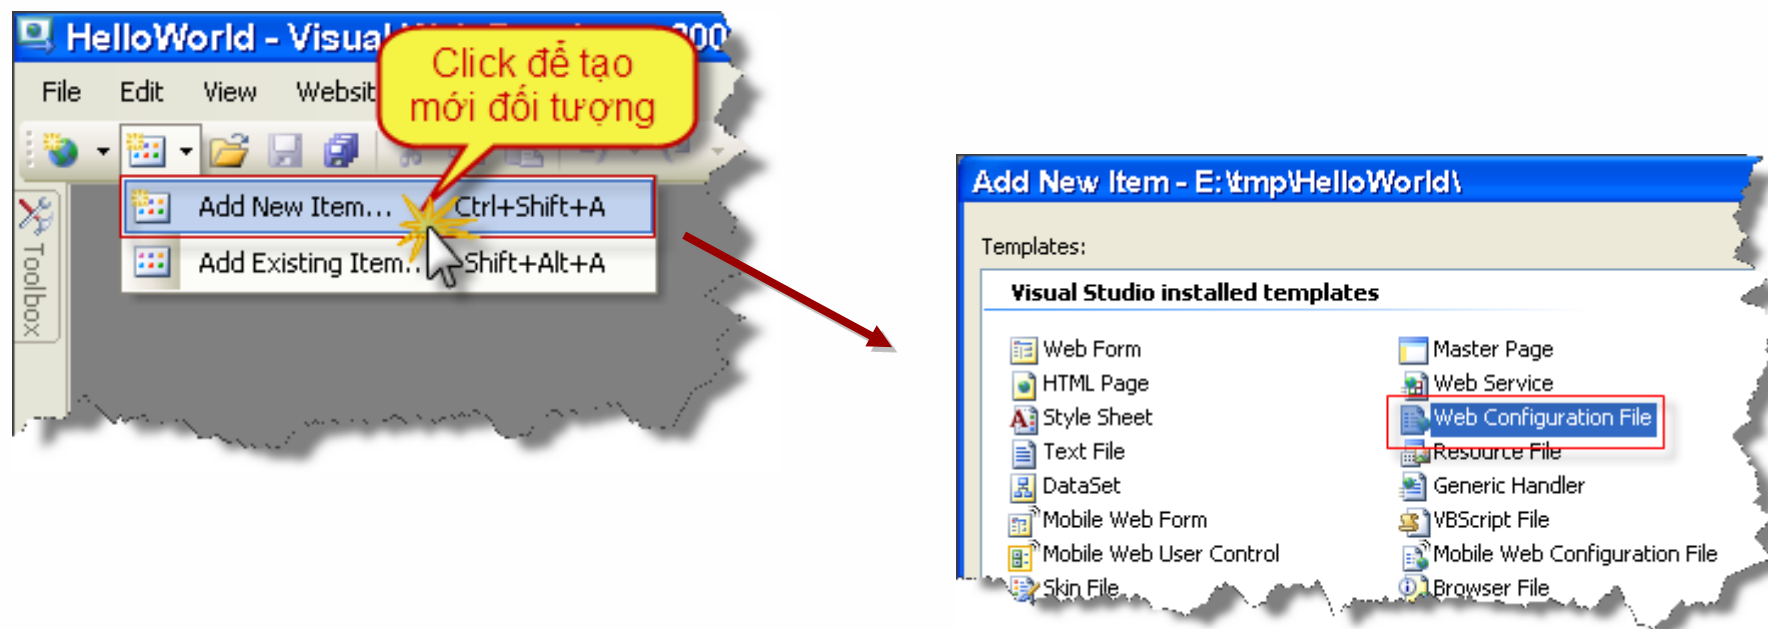 HelloWorld - Visual
Click để tạo
mới đối tượng
File Edit View
Add New Item... Ctrl+Shift+A
Add Existing Item... Shift+Alt+A
Toolbox
Add New Item - E:\tmp\HelloWorld\
Templates:
Visual Studio installed templates
Web Form Master Page
HTML Page Web Service
Style Sheet Web Configuration File
Text File Resource File
DataSet Generic Handler
Mobile Web Form VBScript File
Mobile Web User Control Mobile Web Configuration File
Skin File Browser File